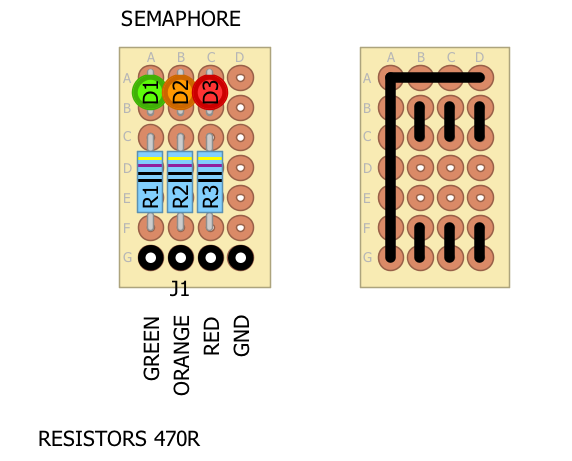 SEMAPHORE
A B C D
A B C D
A
B
C
D
E
F
G
A
B
C
D
E
F
G
D1 D2 D3
R1 R2 R3
J1
GREEN
ORANGE
RED
GND
RESISTORS 470R